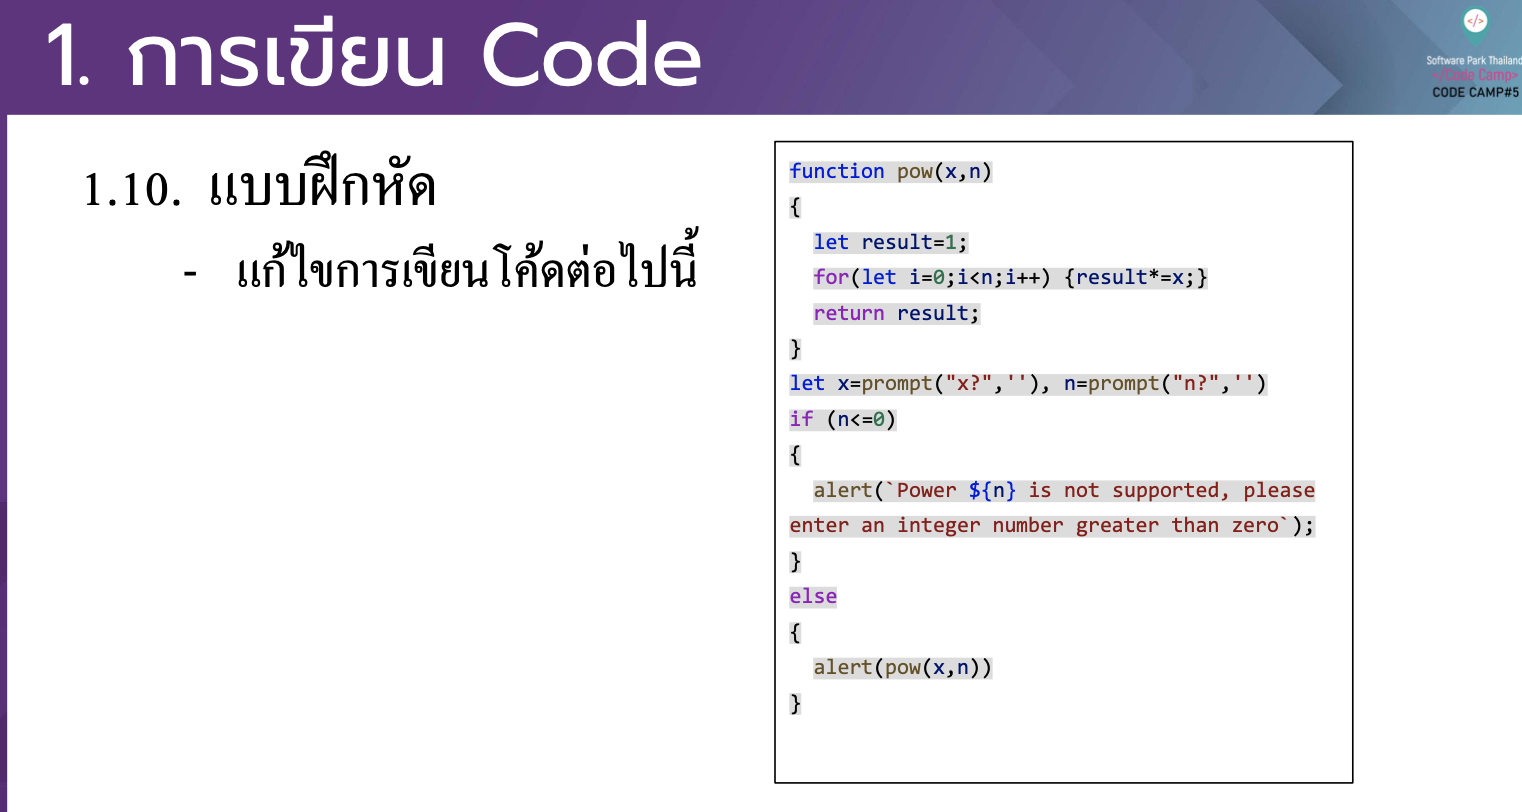 1. การเขียน Code
</>
Software Park Thailand
</Code Camp>
CODE CAMP#5
1.10. แบบฝึกหัด
- แก้ไขการเขียนโค้ดต่อไปนี้
function pow(x,n)
{
  let result=1;
  for(let i=0;i<n;i++) {result*=x;}
  return result;
}
let x=prompt("x?",''), n=prompt("n?",'')
if (n<=0)
{
  alert(`Power ${n} is not supported, please
enter an integer number greater than zero`);
}
else
{
  alert(pow(x,n))
}